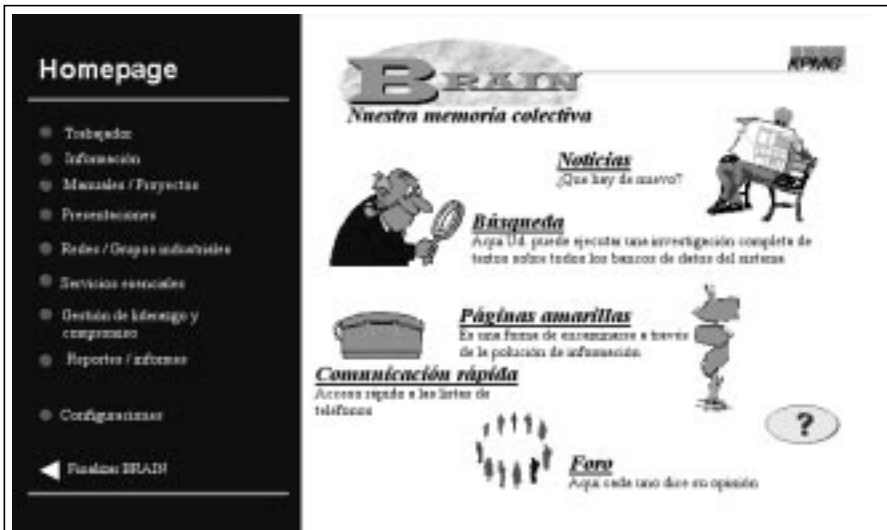 Homepage
Trabajador
Información
Manuales / Proyectos
Presentaciones
Redes / Grupos industriales
Servicios esenciales
Gestión de liderazgo y
compromiso
Reportes / informes
Configuraciones
Finalizar BRAIN
BRAIN
KPMG
Nuestra memoría colectiva
Noticias
¿Que hay de nuevo?
Búsqueda
Aquí Ud. puede ejecutar una investigación completa de
textos sobre todos los bancos de datos del sistema
Páginas amarillas
Es una forma de encaminarse a través
de la polución de información
Comunicación rápida
Acceso rápido a las listas de
teléfonos
?
Foro
Aquí cada uno dice su opinión